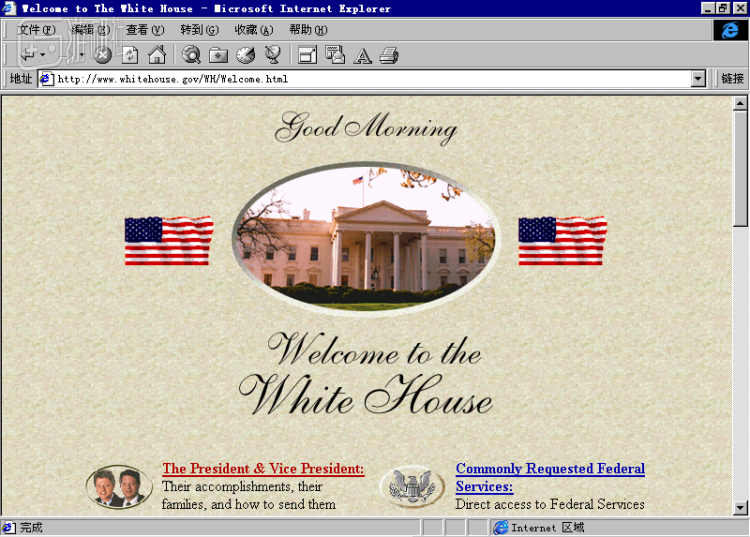 Welcome to The White House - Microsoft Internet Explorer
文件(F) 编辑(E) 查看(V) 转到(G) 收藏(A) 帮助(H)
地址 http://www.whitehouse.gov/WH/Welcome.html 链接
Good Morning
Welcome to the
White House
The President & Vice President:
Their accomplishments, their
families, and how to send them
Commonly Requested Federal
Services:
Direct access to Federal Services
完成 Internet 区域